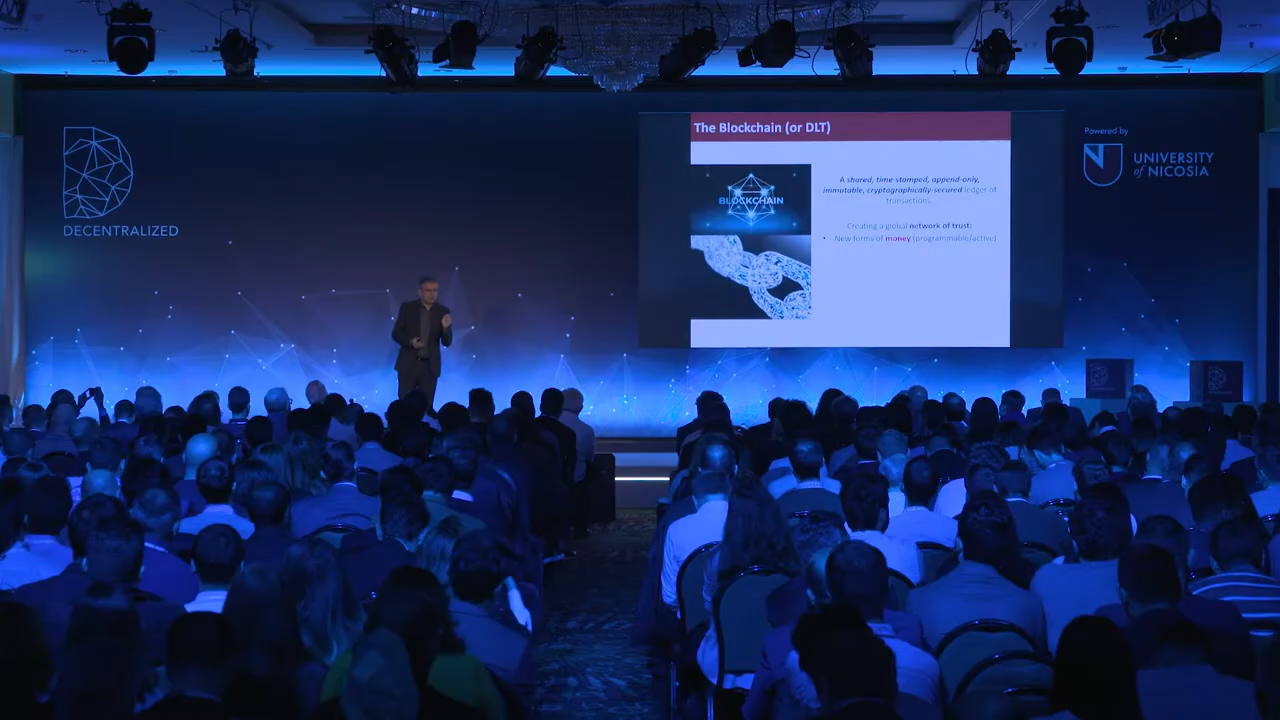 DECENTRALIZED
The Blockchain (or DLT)
BLOCKCHAIN
A shared, time-stamped, append-only,
immutable, cryptographically-secured ledger of
transactions.
Creating a global network of trust:
• New forms of money (programmable/active)
Powered by
UNIVERSITY
of NICOSIA